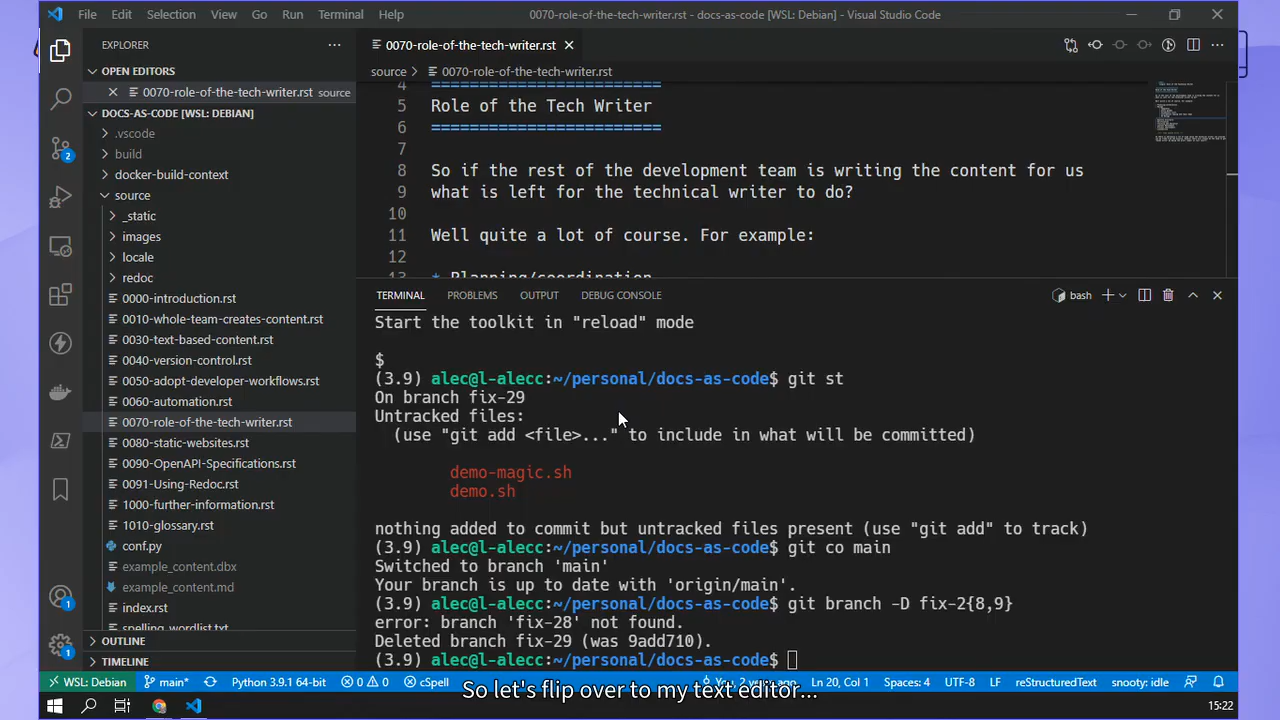 File Edit Selection View Go Run Terminal Help
0070-role-of-the-tech-writer.rst - docs-as-code [WSL: Debian] - Visual Studio Code
EXPLORER
OPEN EDITORS
0070-role-of-the-tech-writer.rst source
DOCS-AS-CODE [WSL: DEBIAN]
.vscode
build
docker-build-context
source
_static
images
locale
redoc
0000-introduction.rst
0010-whole-team-creates-content.rst
0030-text-based-content.rst
0040-version-control.rst
0050-adopt-developer-workflows.rst
0060-automation.rst
0070-role-of-the-tech-writer.rst
0080-static-websites.rst
0090-OpenAPI-Specifications.rst
0091-Using-Redoc.rst
1000-further-information.rst
1010-glossary.rst
conf.py
example_content.dbx
example_content.md
index.rst
spelling_wordlist.txt
OUTLINE
TIMELINE
2
1
1
0070-role-of-the-tech-writer.rst
source > 0070-role-of-the-tech-writer.rst
4 ======================
5 Role of the Tech Writer
6 ======================
7
8 So if the rest of the development team is writing the content for us
9 what is left for the technical writer to do?
10
11 Well quite a lot of course. For example:
12
13 * Planning/coordination
TERMINAL PROBLEMS OUTPUT DEBUG CONSOLE
bash
Start the toolkit in "reload" mode
$
(3.9) alec@l-alecc:~/personal/docs-as-code$ git st
On branch fix-29
Untracked files:
(use "git add <file>..." to include in what will be committed)
demo-magic.sh
demo.sh
nothing added to commit but untracked files present (use "git add" to track)
(3.9) alec@l-alecc:~/personal/docs-as-code$ git co main
Switched to branch 'main'
Your branch is up to date with 'origin/main'.
(3.9) alec@l-alecc:~/personal/docs-as-code$ git branch -D fix-2{8,9}
error: branch 'fix-28' not found.
Deleted branch fix-29 (was 9add710).
(3.9) alec@l-alecc:~/personal/docs-as-code$
WSL: Debian main* Python 3.9.1 64-bit 0 0 cSpell You, 2 years ago Ln 20, Col 1 Spaces: 4 UTF-8 LF reStructuredText snooty: idle
So let's flip over to my text editor...
15:22